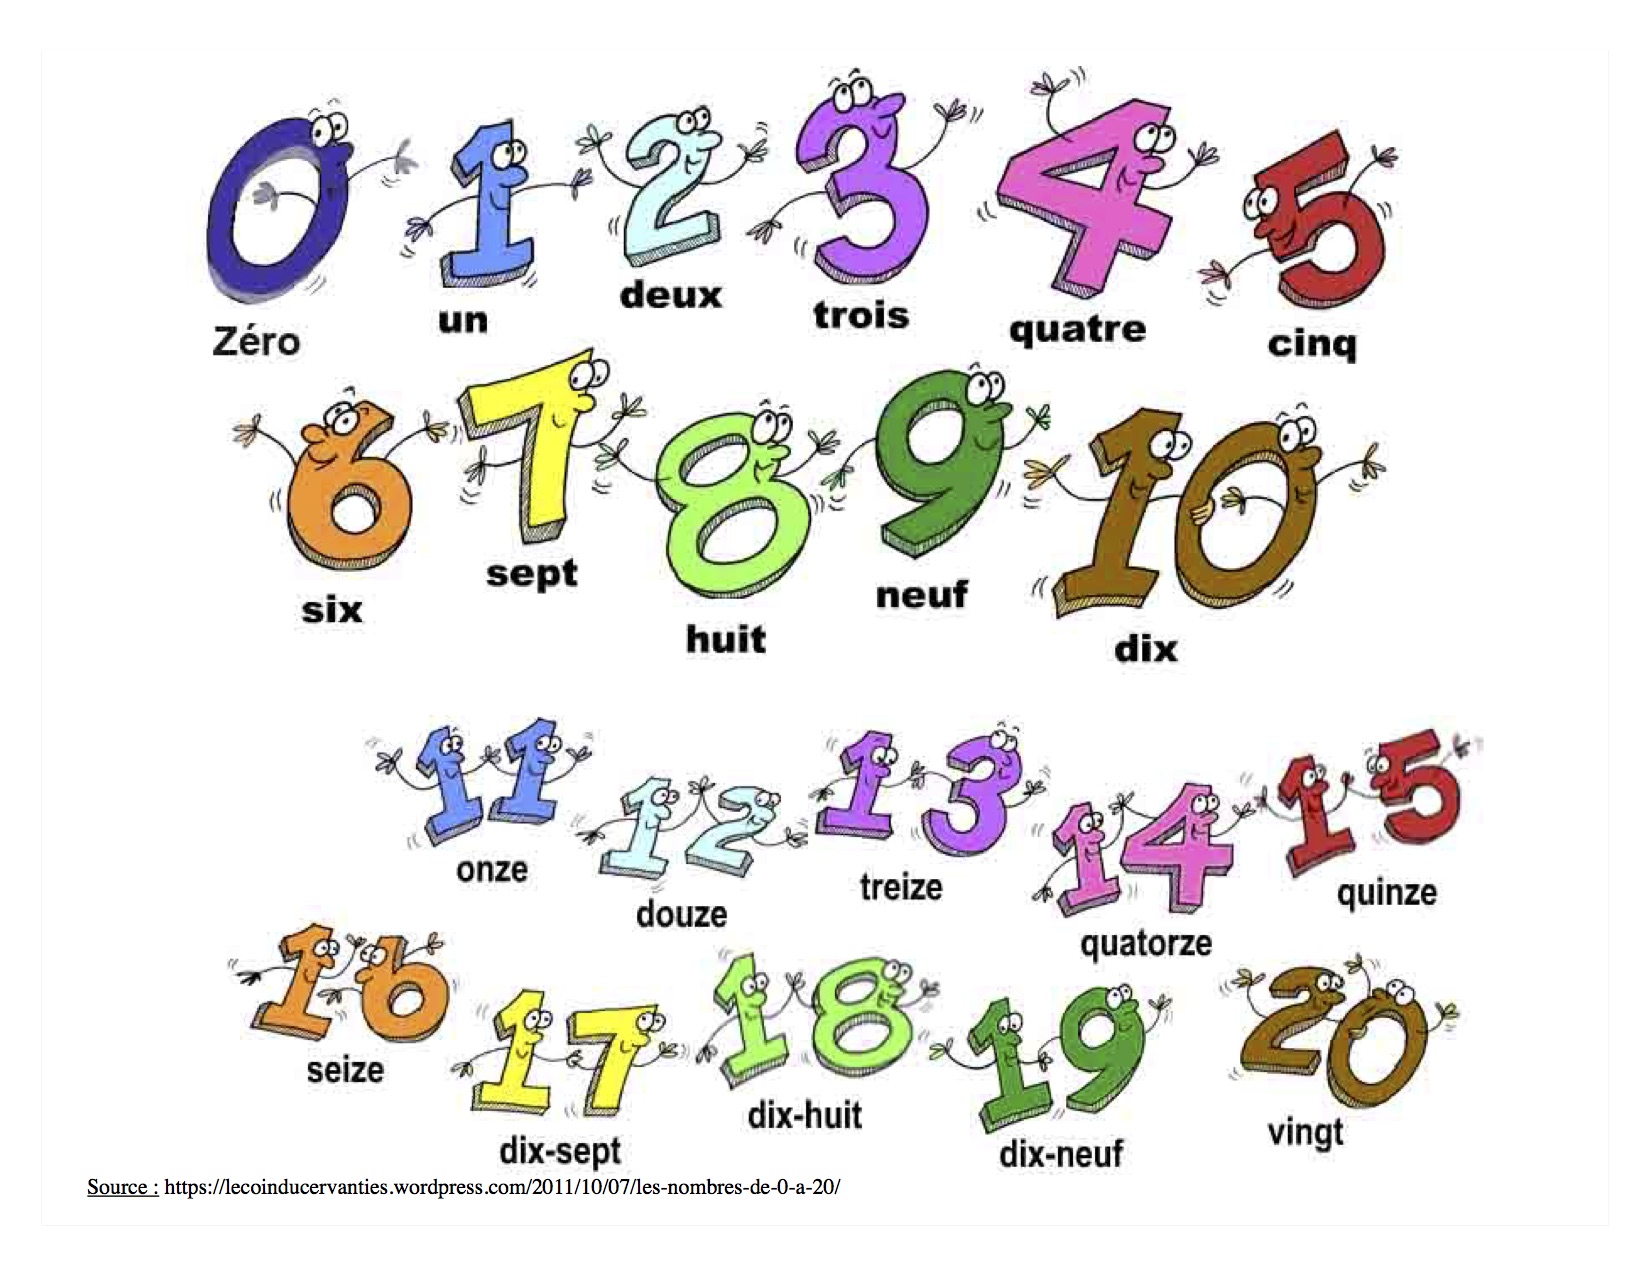 0 1 2 3 4 5
Zéro un deux trois quatre cinq
6 7 8 9 10
six sept huit neuf dix
11 12 13 14 15
onze douze treize quatorze quinze
16 17 18 19 20
seize dix-sept dix-huit dix-neuf vingt
Source : https://lecoinducervanties.wordpress.com/2011/10/07/les-nombres-de-0-a-20/